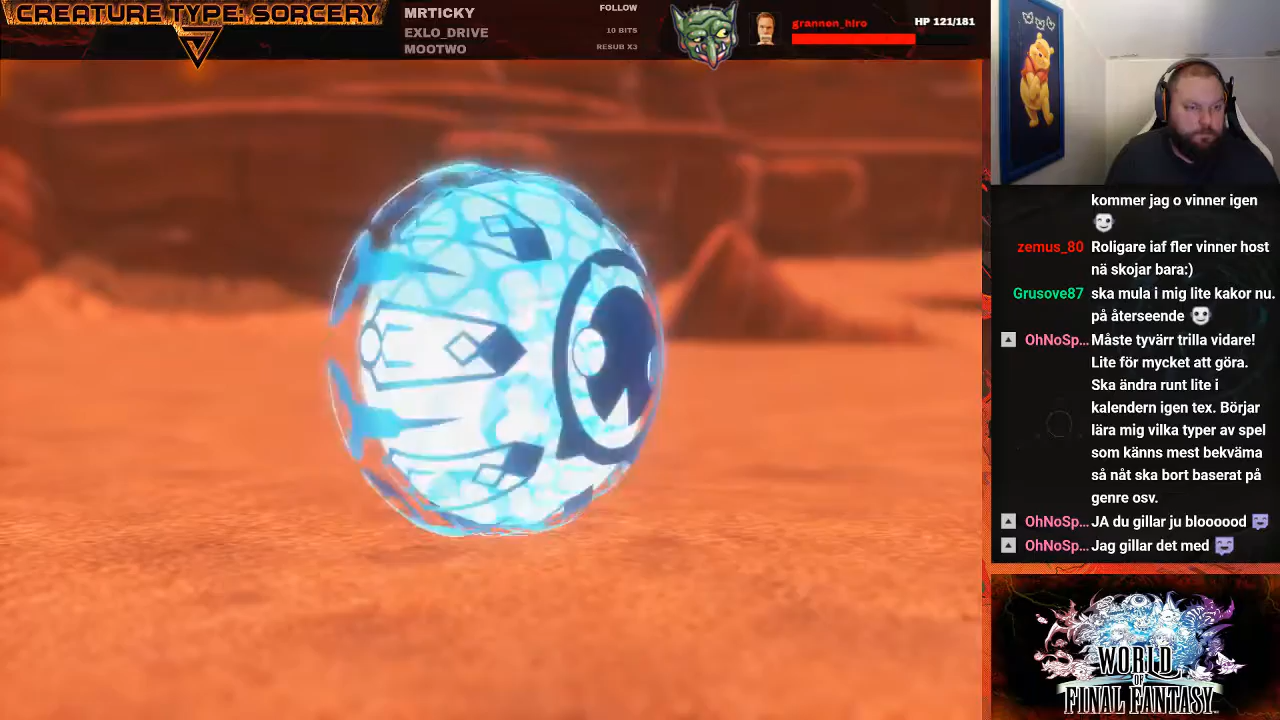 CREATURE TYPE: SORCERY
MRTICKY
FOLLOW
EXLO_DRIVE
10 BITS
MOOTWO
RESUB X3
grannen_hiro
HP 121/181
kommer jag o vinner igen
zemus_80 Roligare iaf fler vinner host
nä skojar bara:)
Grusove87 ska mula i mig lite kakor nu.
på återseende
OhNoSp... Måste tyvärr trilla vidare!
Lite för mycket att göra.
Ska ändra runt lite i
kalendern igen tex. Börjar
lära mig vilka typer av spel
som känns mest bekväma
så nåt ska bort baserat på
genre osv.
OhNoSp... JA du gillar ju bloooood
OhNoSp... Jag gillar det med
WORLD
OF
FINAL FANTASY